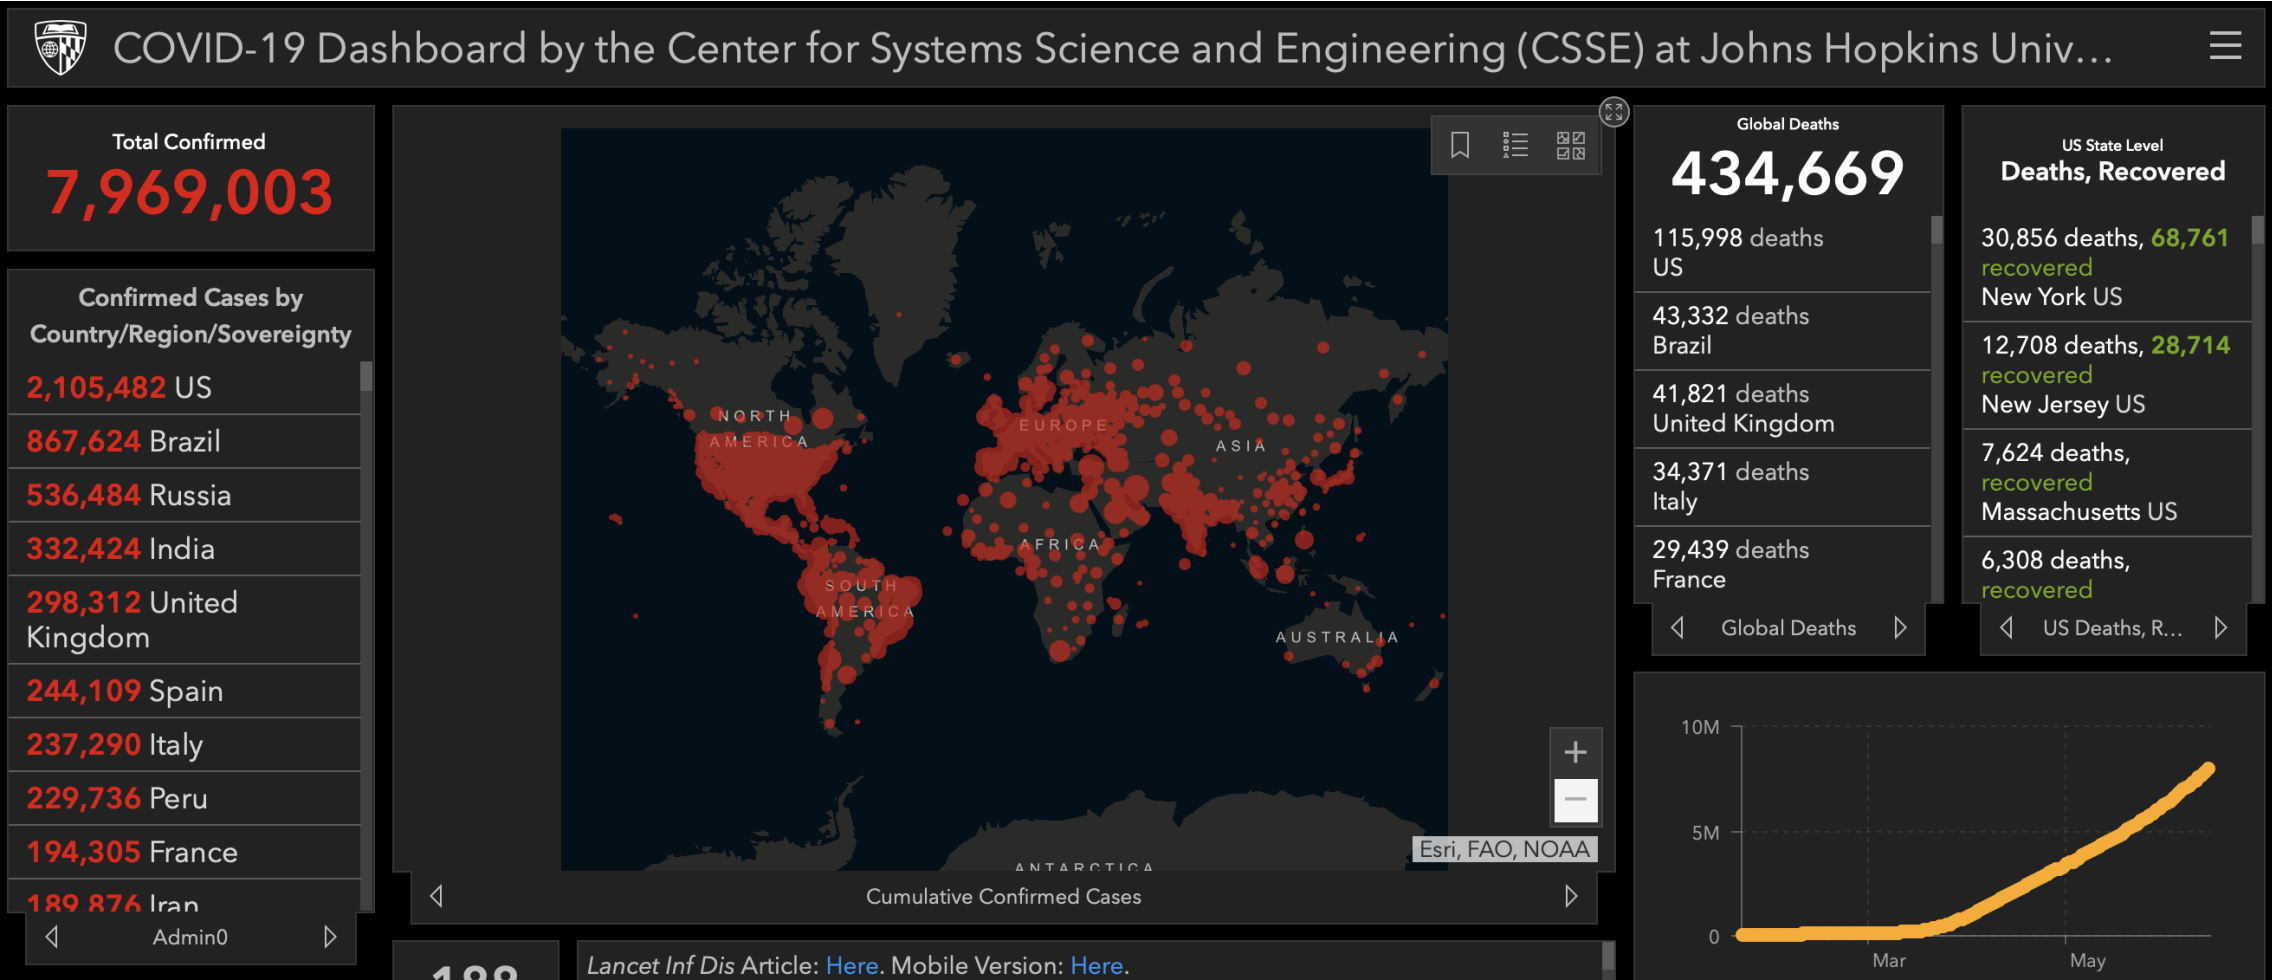 COVID-19 Dashboard by the Center for Systems Science and Engineering (CSSE) at Johns Hopkins Univ...
Total Confirmed
7,969,003
Confirmed Cases by
Country/Region/Sovereignty
2,105,482 US
867,624 Brazil
536,484 Russia
332,424 India
298,312 United
Kingdom
244,109 Spain
237,290 Italy
229,736 Peru
194,305 France
189,876 Iran
Admin0
NORTH
AMERICA
EUROPE
ASIA
AFRICA
SOUTH
AMERICA
AUSTRALIA
ANTARCTICA
Esri, FAO, NOAA
Cumulative Confirmed Cases
188
Lancet Inf Dis Article: Here. Mobile Version: Here.
Global Deaths
434,669
115,998 deaths
US
43,332 deaths
Brazil
41,821 deaths
United Kingdom
34,371 deaths
Italy
29,439 deaths
France
Global Deaths
US State Level
Deaths, Recovered
30,856 deaths, 68,761
recovered
New York US
12,708 deaths, 28,714
recovered
New Jersey US
7,624 deaths,
recovered
Massachusetts US
6,308 deaths,
recovered
US Deaths, R...
10M
5M
0
Mar
May